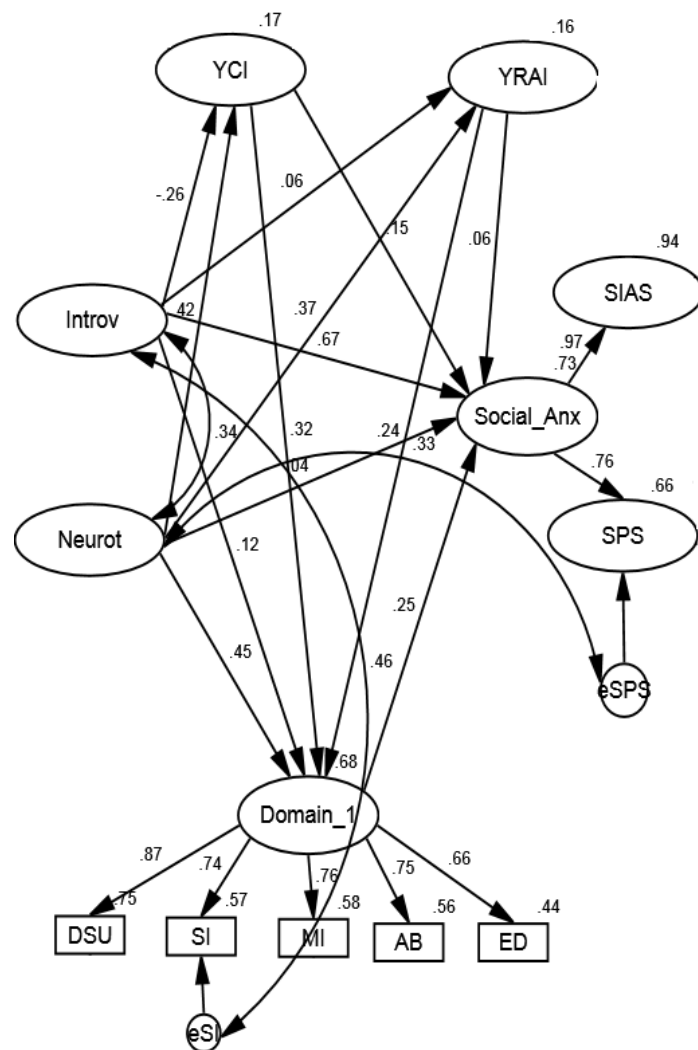 .17
.16
YCI
YRAI
-.26
.06
.15
.06
.94
SIAS
Introv
.42
.37
.67
.97
.73
Social_Anx
.34
.32
.04
.24
.33
.76
.66
Neurot
SPS
.12
.25
.45
.46
eSPS
.68
Domain_1
.87
.74
.76
.75
.66
.75
.57
.58
.56
.44
DSU
SI
MI
AB
ED
eSI